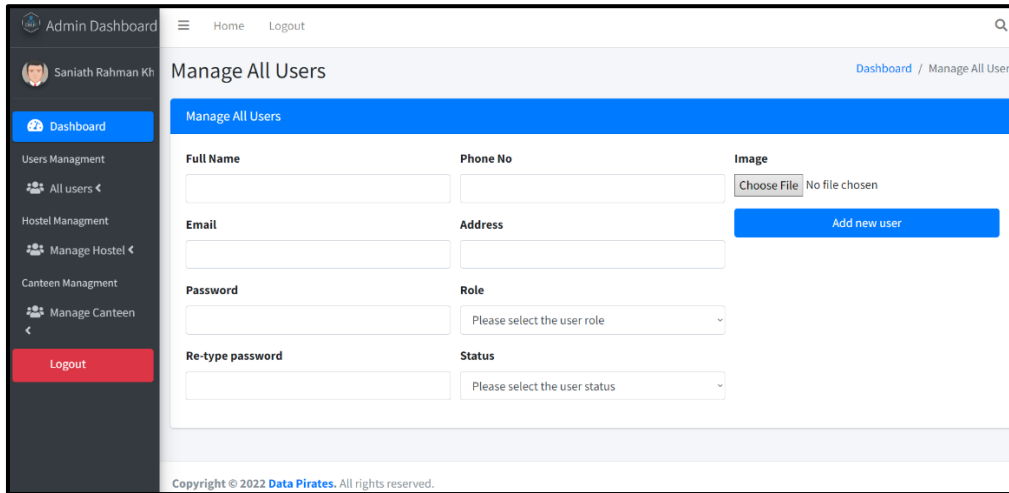 Admin Dashboard
Home Logout
Saniath Rahman Kh
Manage All Users
Dashboard / Manage All User
Dashboard
Users Managment
All users
Hostel Managment
Manage Hostel
Canteen Managment
Manage Canteen
Logout
Manage All Users
Full Name
Phone No
Image
Choose File No file chosen
Add new user
Email
Address
Password
Role
Please select the user role
Re-type password
Status
Please select the user status
Copyright © 2022 Data Pirates. All rights reserved.